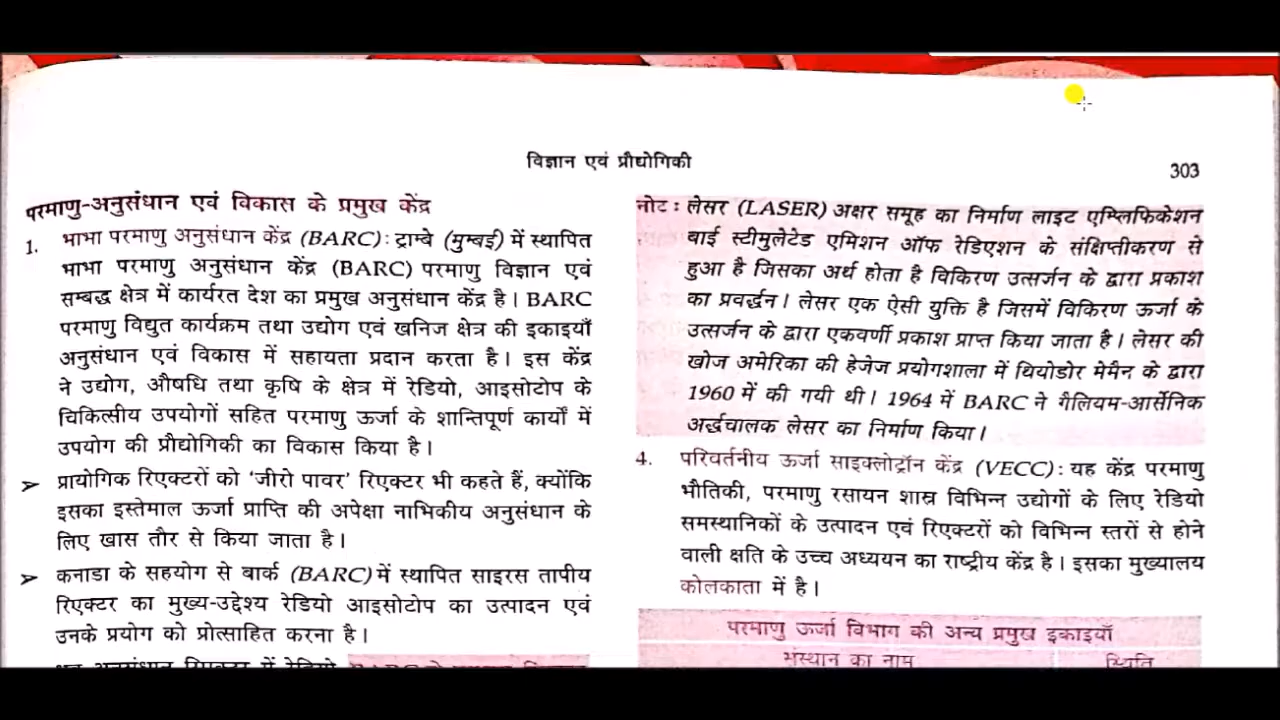 विज्ञान एवं प्रौद्योगिकी
303
परमाणु-अनुसंधान एवं विकास के प्रमुख केंद्र
1. भाभा परमाणु अनुसंधान केंद्र (BARC): ट्राम्बे (मुम्बई) में स्थापित
भाभा परमाणु अनुसंधान केंद्र (BARC) परमाणु विज्ञान एवं
सम्बद्ध क्षेत्र में कार्यरत देश का प्रमुख अनुसंधान केंद्र है। BARC
परमाणु विद्युत कार्यक्रम तथा उद्योग एवं खनिज क्षेत्र की इकाइयाँ
अनुसंधान एवं विकास में सहायता प्रदान करता है। इस केंद्र
ने उद्योग, औषधि तथा कृषि के क्षेत्र में रेडियो, आइसोटोप के
चिकित्सीय उपयोगों सहित परमाणु ऊर्जा के शान्तिपूर्ण कार्यों में
उपयोग की प्रौद्योगिकी का विकास किया है।
➢ प्रायोगिक रिएक्टरों को ‘जीरो पावर’ रिएक्टर भी कहते हैं, क्योंकि
इसका इस्तेमाल ऊर्जा प्राप्ति की अपेक्षा नाभिकीय अनुसंधान के
लिए खास तौर से किया जाता है।
➢ कनाडा के सहयोग से बार्क (BARC) में स्थापित साइरस तापीय
रिएक्टर का मुख्य-उद्देश्य रेडियो आइसोटोप का उत्पादन एवं
उनके प्रयोग को प्रोत्साहित करना है।
अनुसंधान रिएक्टर में रेडियो
नोट: लेसर (LASER) अक्षर समूह का निर्माण लाइट एम्प्लिफिकेशन
बाई स्टीमुलेटेड एमिशन ऑफ रेडिएशन के संक्षिप्तीकरण से
हुआ है जिसका अर्थ होता है विकिरण उत्सर्जन के द्वारा प्रकाश
का प्रवर्द्धन। लेसर एक ऐसी युक्ति है जिसमें विकिरण ऊर्जा के
उत्सर्जन के द्वारा एकवर्णी प्रकाश प्राप्त किया जाता है। लेसर की
खोज अमेरिका की हेजेज प्रयोगशाला में थियोडोर मेमैन के द्वारा
1960 में की गयी थी। 1964 में BARC ने गैलियम-आर्सेनिक
अर्द्धचालक लेसर का निर्माण किया।
4. परिवर्तनीय ऊर्जा साइक्लोट्रॉन केंद्र (VECC): यह केंद्र परमाणु
भौतिकी, परमाणु रसायन शास्त्र विभिन्न उद्योगों के लिए रेडियो
समस्थानिकों के उत्पादन एवं रिएक्टरों को विभिन्न स्तरों से होने
वाली क्षति के उच्च अध्ययन का राष्ट्रीय केंद्र है। इसका मुख्यालय
कोलकाता में है।
परमाणु ऊर्जा विभाग की अन्य प्रमुख इकाइयाँ
संस्थान का नाम
स्थिति